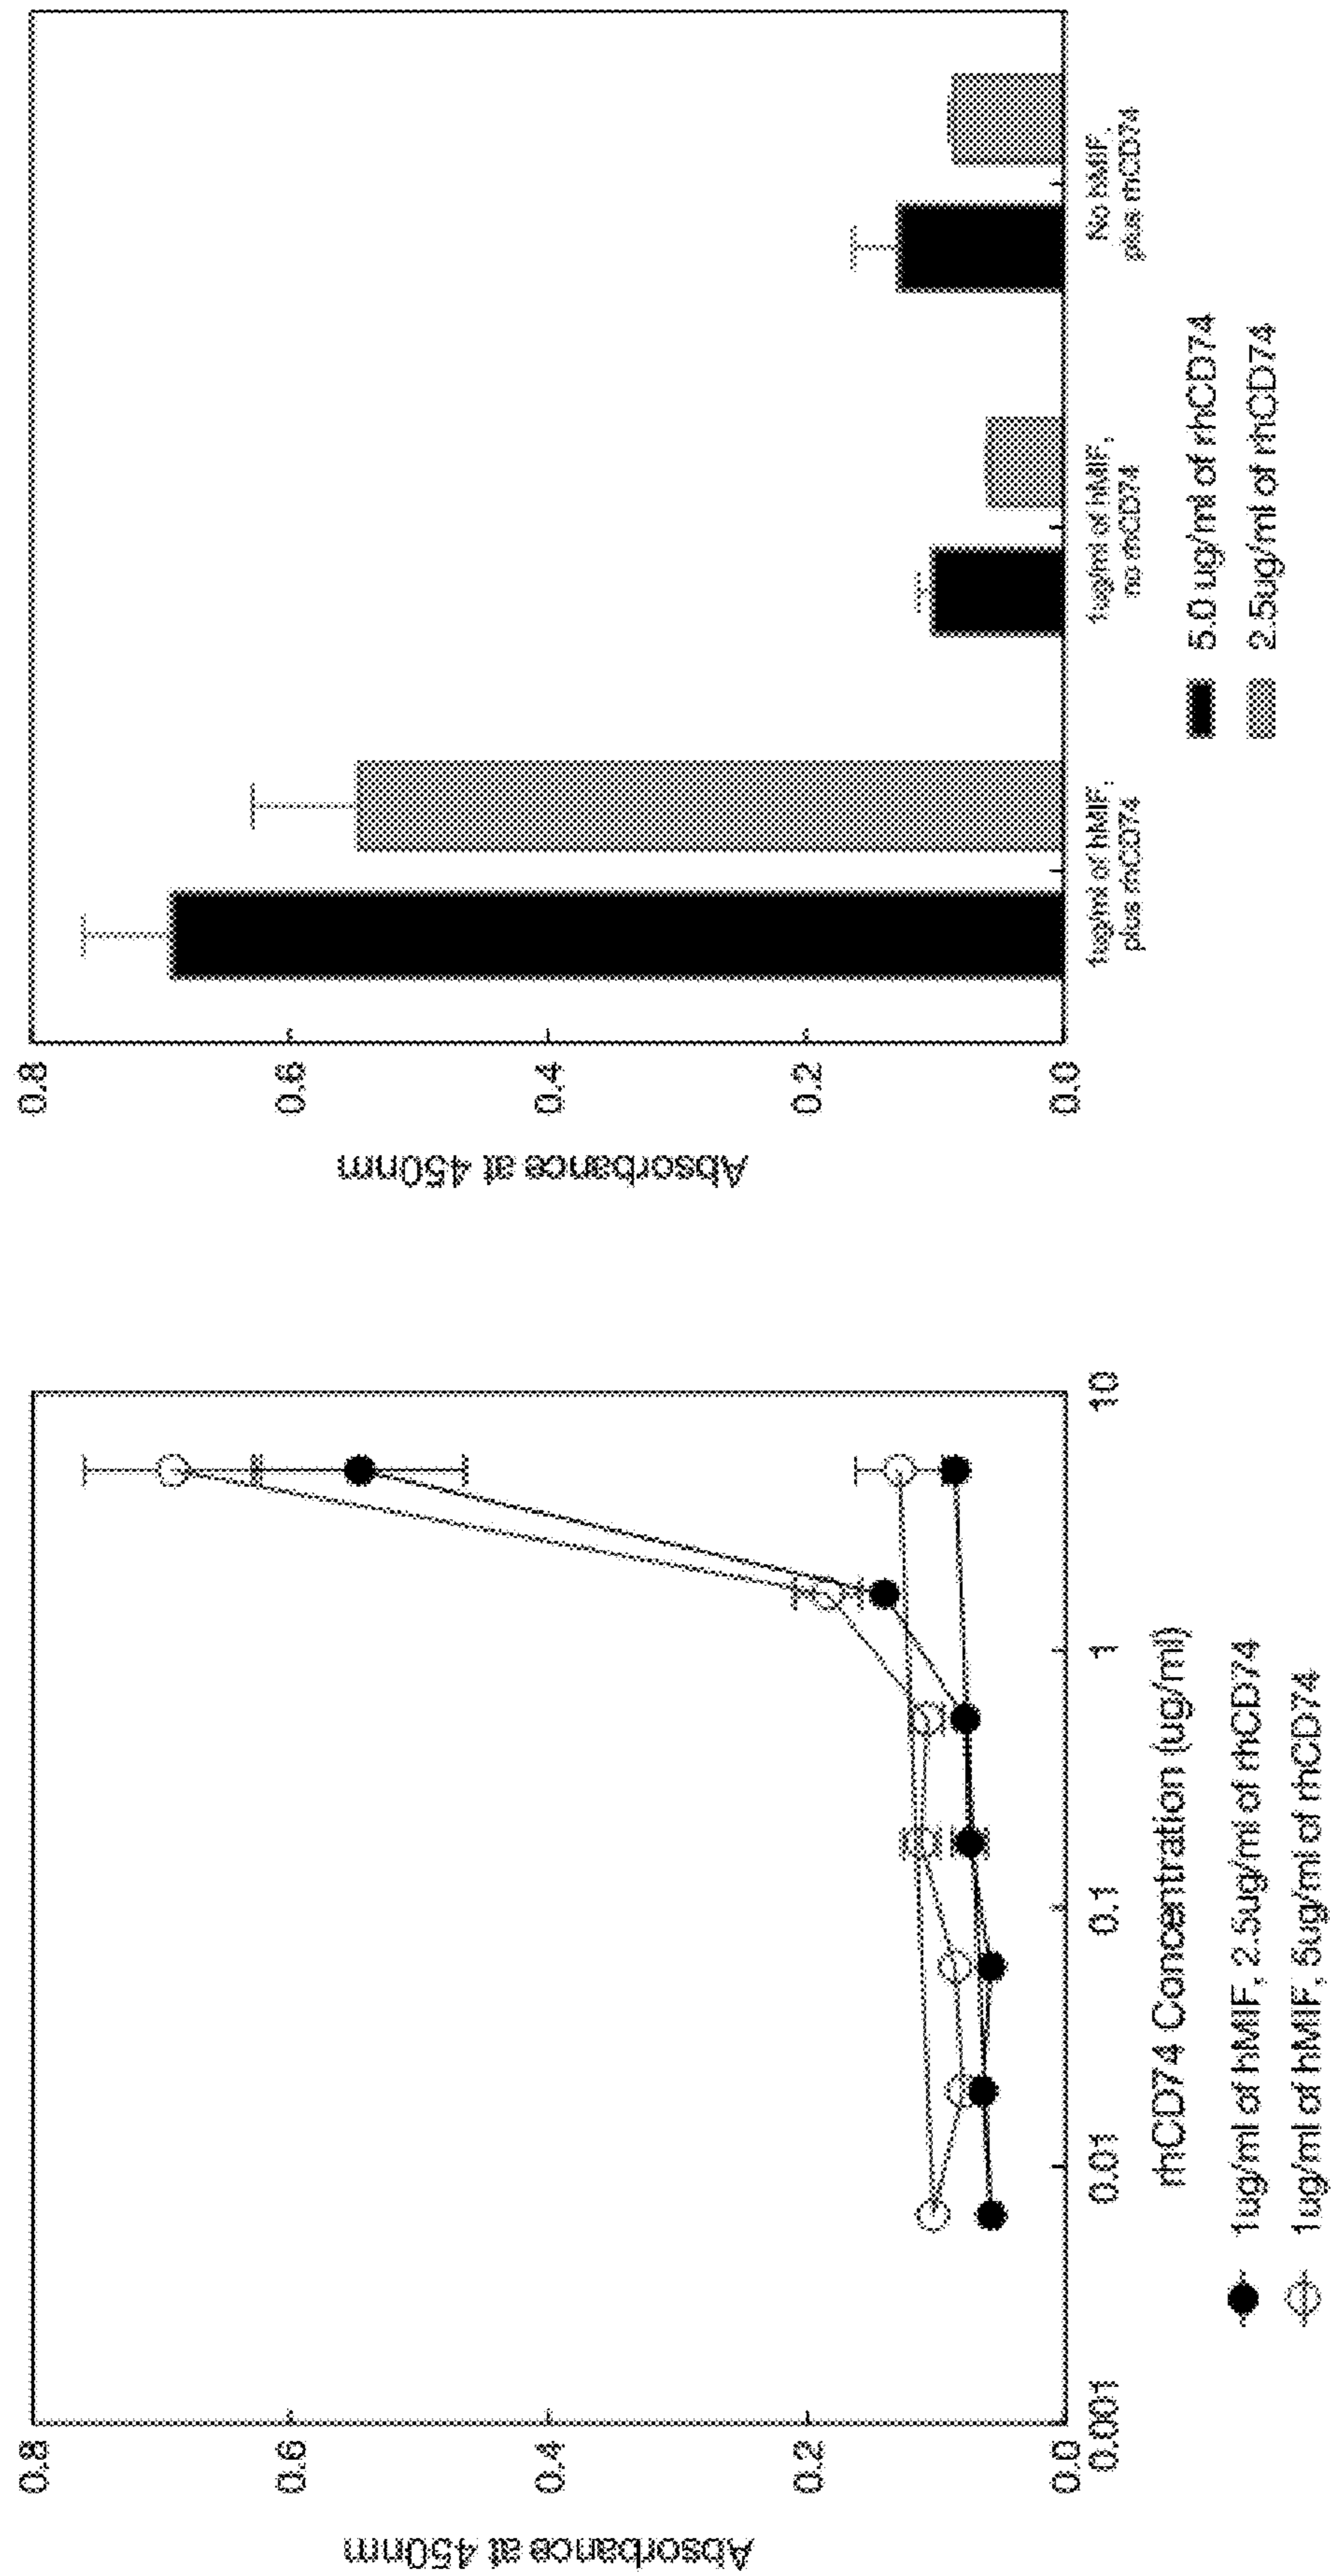 Absorbance at 450nm
0.8
0.6
0.4
0.2
0.0
0.001
0.01
0.1
1
10
rhCD74 Concentration (ug/ml)
1ug/ml of hMIF, 2.5ug/ml of rhCD74
1ug/ml of hMIF, 5ug/ml of rhCD74
Absorbance at 450nm
0.8
0.6
0.4
0.2
0.0
1ug/ml of hMIF,
plus rhCD74
1ug/ml of hMIF,
no rhCD74
No hMIF,
plus rhCD74
5.0 ug/ml of rhCD74
2.5ug/ml of rhCD74